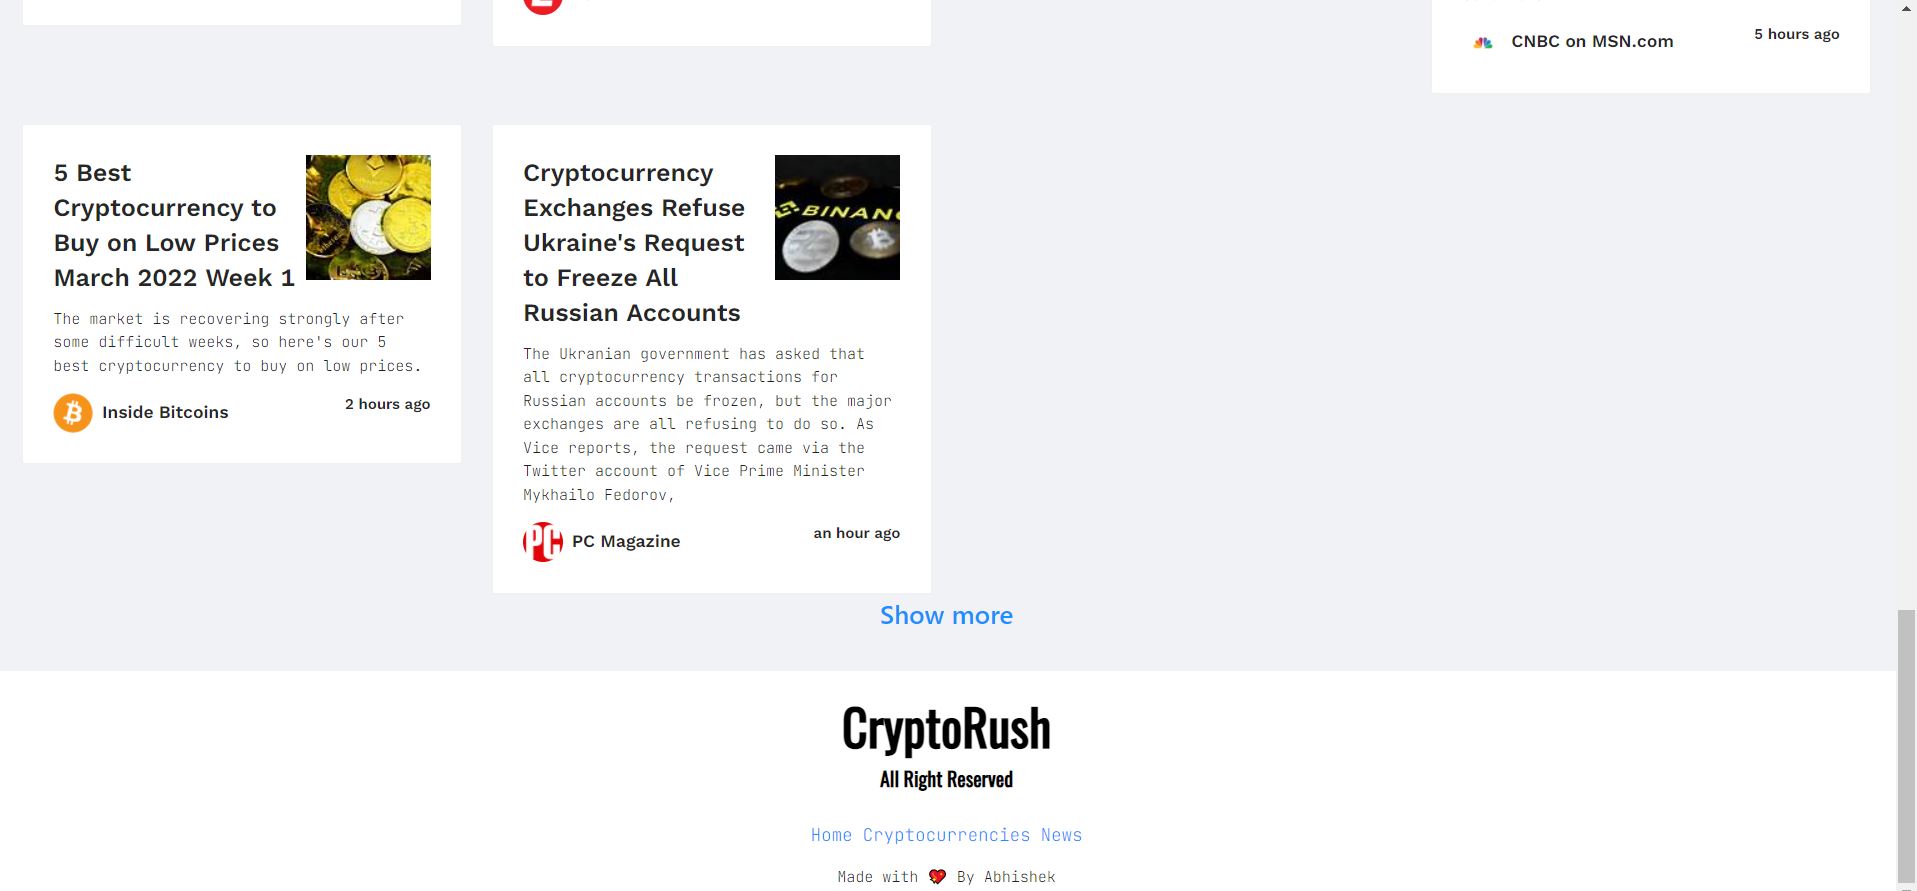 CNBC on MSN.com
5 hours ago
5 Best
Cryptocurrency to
Buy on Low Prices
March 2022 Week 1
The market is recovering strongly after
some difficult weeks, so here's our 5
best cryptocurrency to buy on low prices.
Inside Bitcoins
2 hours ago
BINAN
Cryptocurrency
Exchanges Refuse
Ukraine's Request
to Freeze All
Russian Accounts
The Ukranian government has asked that
all cryptocurrency transactions for
Russian accounts be frozen, but the major
exchanges are all refusing to do so. As
Vice reports, the request came via the
Twitter account of Vice Prime Minister
Mykhailo Fedorov,
PC
PC Magazine
an hour ago
Show more
CryptoRush
All Right Reserved
Home Cryptocurrencies News
Made with 💖 By Abhishek